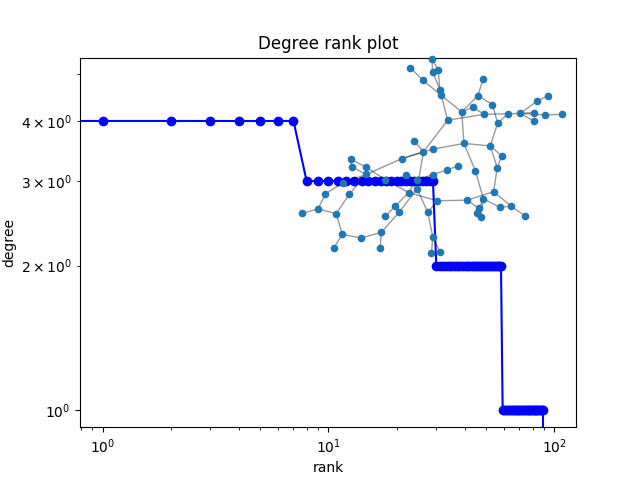 Degree rank plot
degree
4 × 10⁰
3 × 10⁰
2 × 10⁰
10⁰
10⁰
10¹
10²
rank